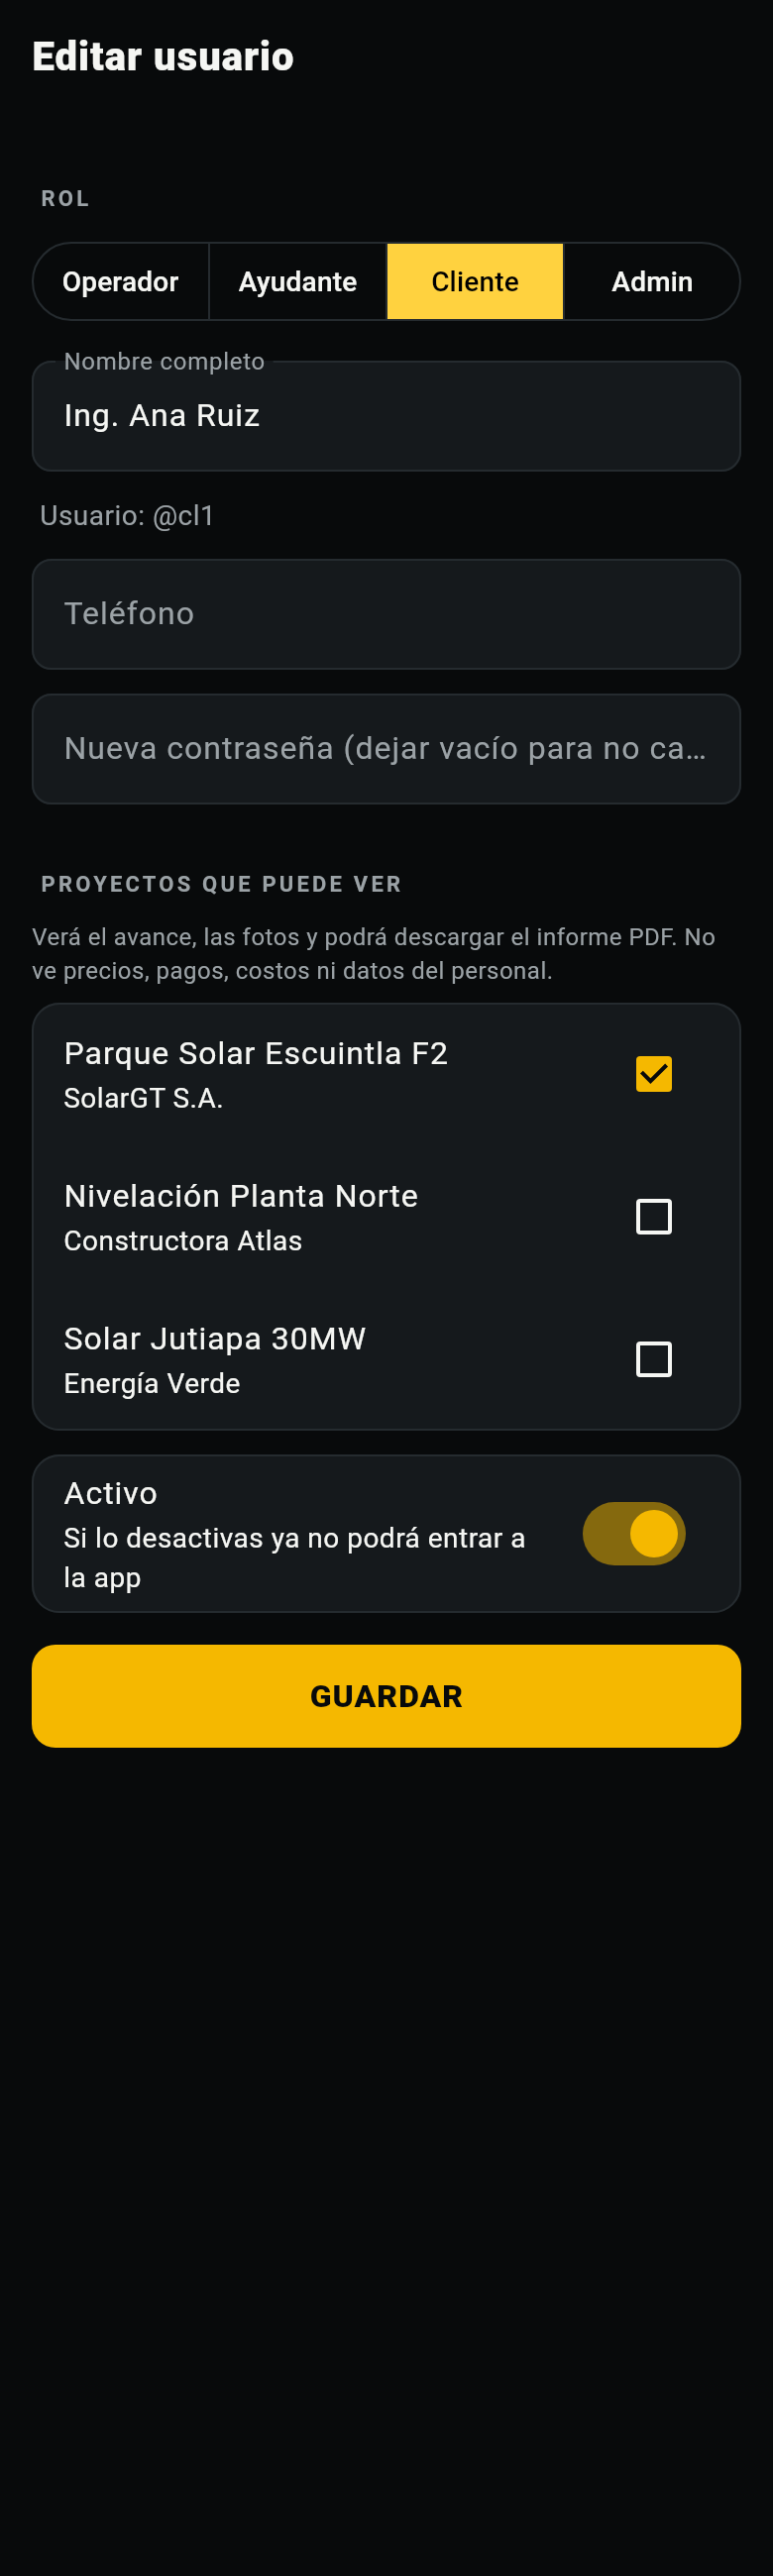 Editar usuario
ROL
Operador
Ayudante
Cliente
Admin
Nombre completo
Ing. Ana Ruiz
Usuario: @cl1
Teléfono
Nueva contraseña (dejar vacío para no ca…
PROYECTOS QUE PUEDE VER
Verá el avance, las fotos y podrá descargar el informe PDF. No
ve precios, pagos, costos ni datos del personal.
Parque Solar Escuintla F2
SolarGT S.A.
Nivelación Planta Norte
Constructora Atlas
Solar Jutiapa 30MW
Energía Verde
Activo
Si lo desactivas ya no podrá entrar a
la app
GUARDAR